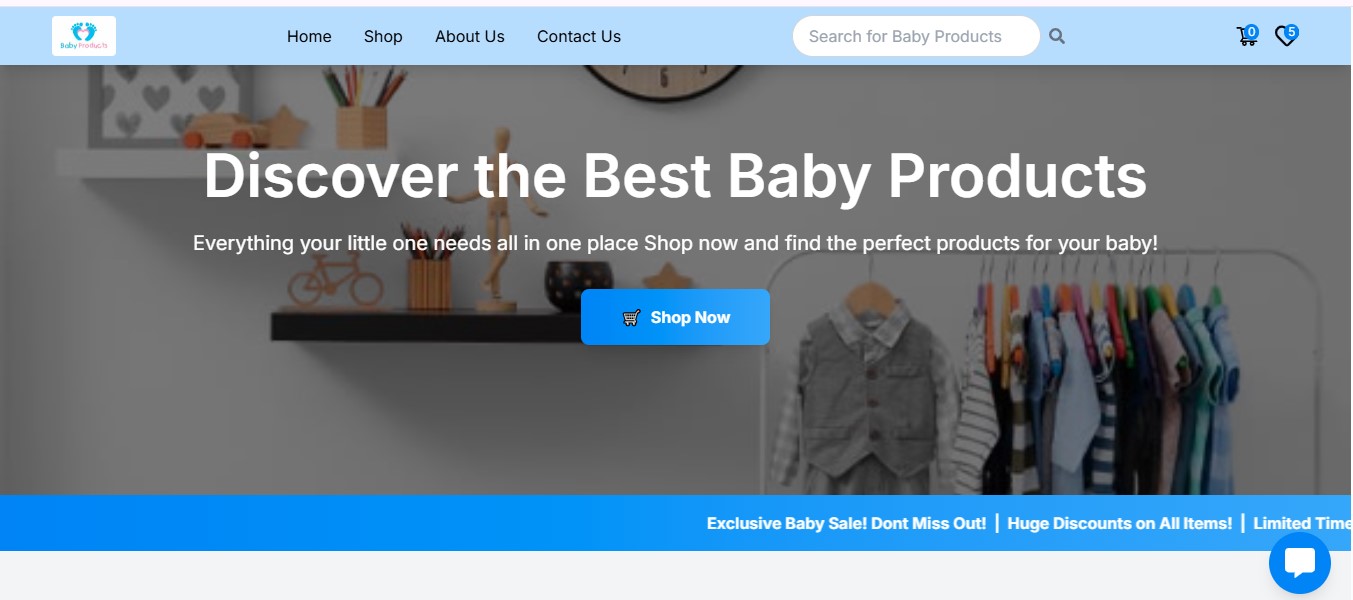 Baby Products
Home
Shop
About Us
Contact Us
Search for Baby Products
0
5
6
Discover the Best Baby Products
Everything your little one needs all in one place Shop now and find the perfect products for your baby!
Shop Now
Exclusive Baby Sale! Dont Miss Out! | Huge Discounts on All Items! | Limited Time